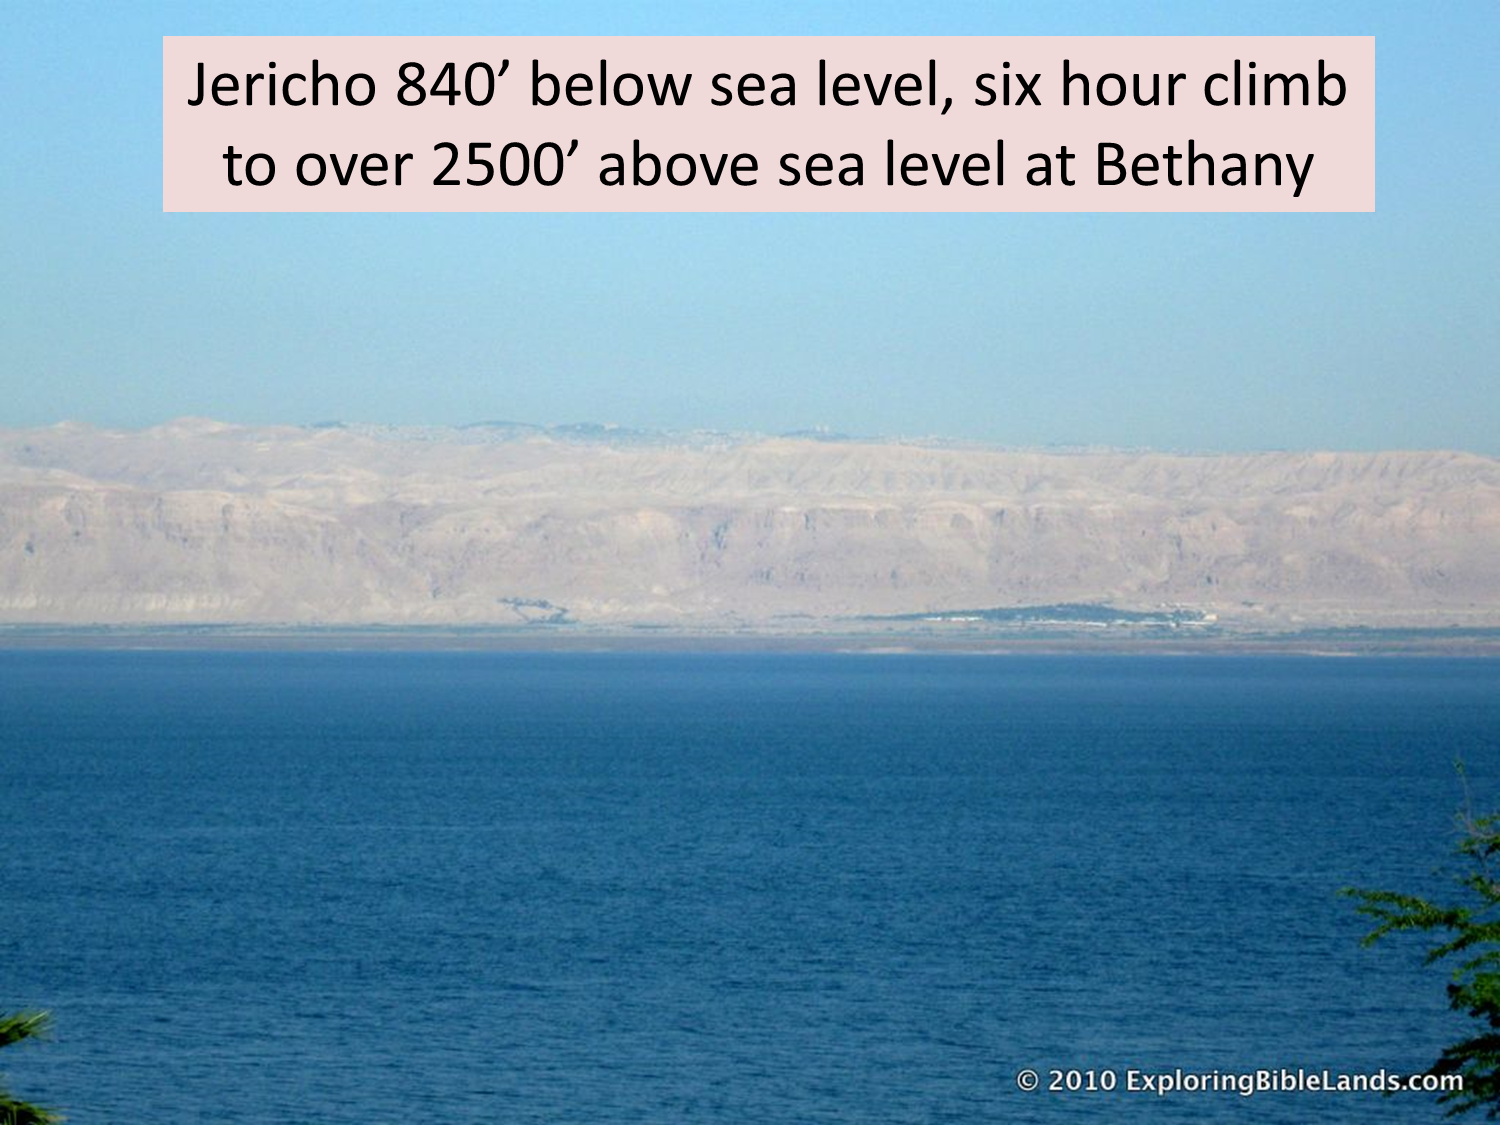 Jericho 840’ below sea level, six hour climb
to over 2500’ above sea level at Bethany
© 2010 ExploringBibleLands.com